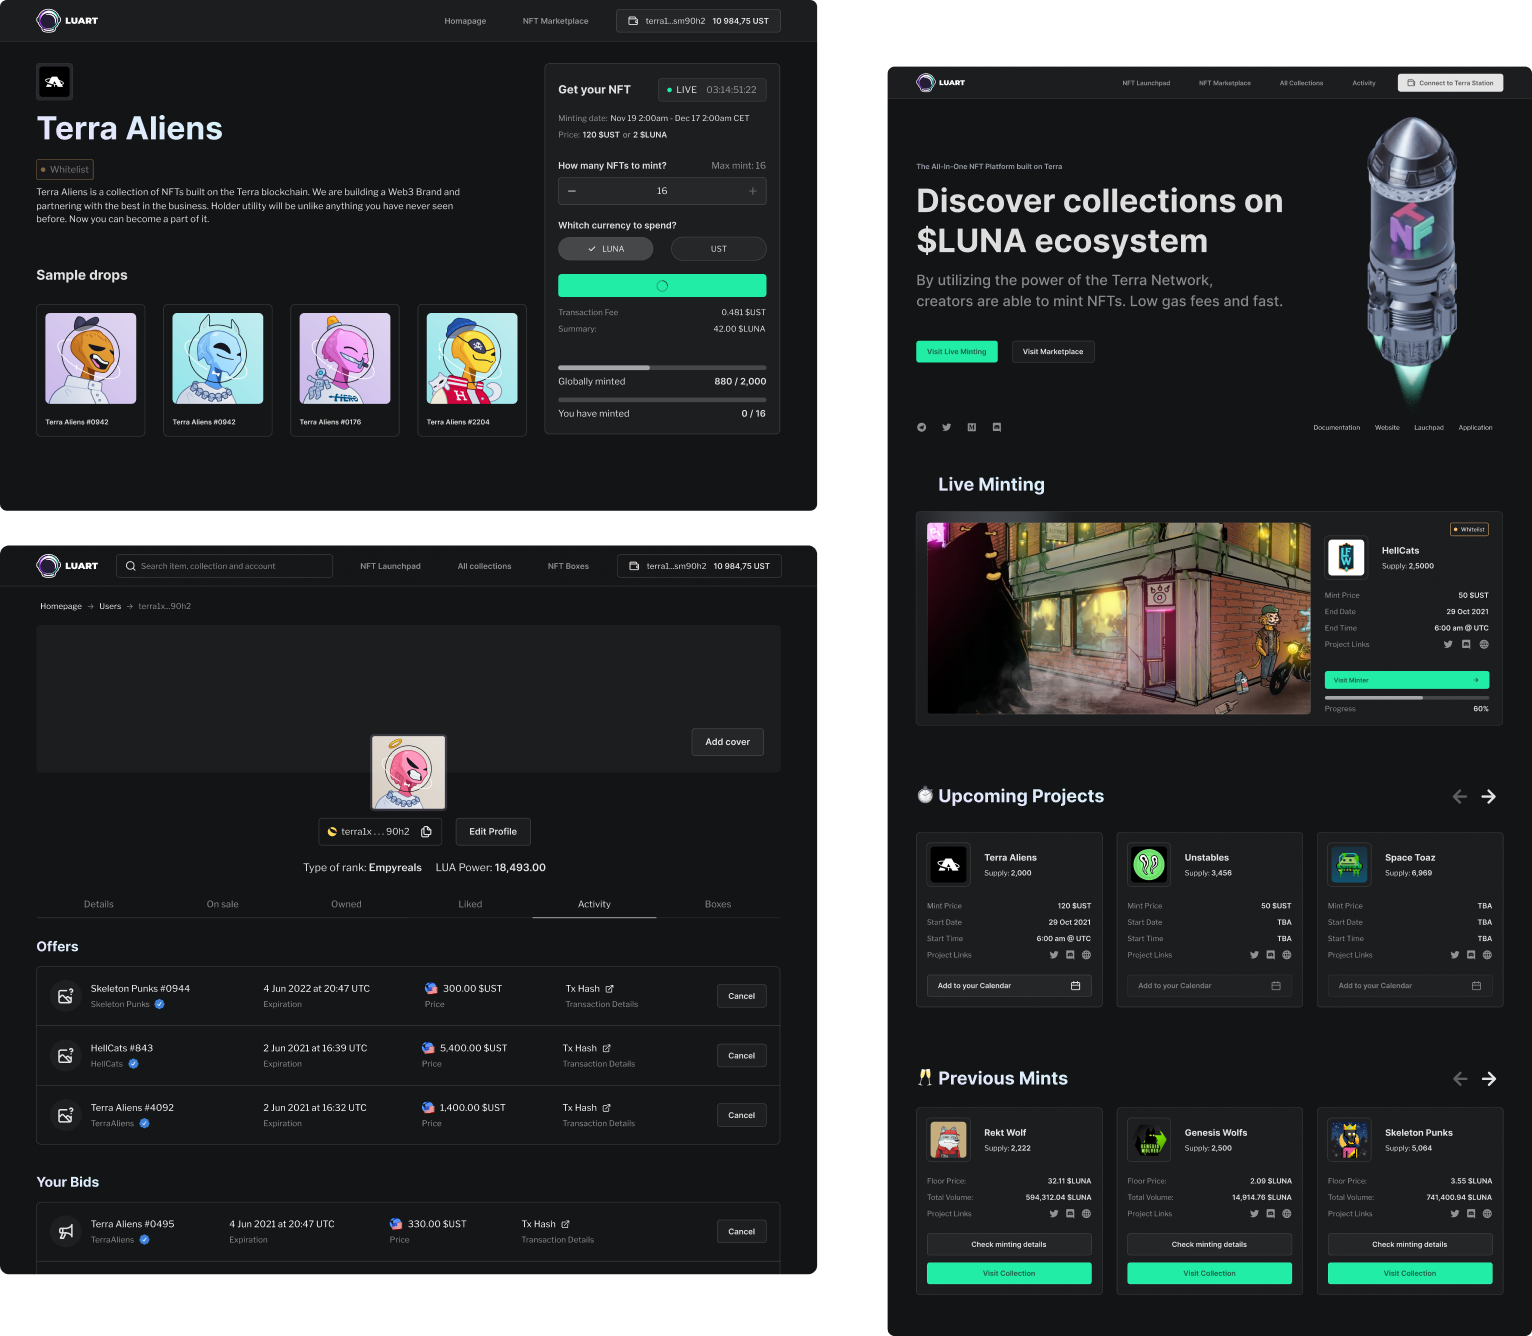 LUART
Homepage
NFT Marketplace
terra1...sm90h2 10 984,75 UST
Terra Aliens
Whitelist
Terra Aliens is a collection of NFTs built on the Terra blockchain. We are building a Web3 Brand and
partnering with the best in the business. Holder utility will be unlike anything you have never seen
before. Now you can become a part of it.
Sample drops
Terra Aliens #0942
Terra Aliens #0942
HERO
Terra Aliens #0176
H
Terra Aliens #2204
Get your NFT
LIVE 03:14:51:22
Minting date: Nov 19 2:00am - Dec 17 2:00am CET
Price: 120 $UST or 2 $LUNA
How many NFTs to mint? Max mint: 16
16
Whitch currency to spend?
LUNA
UST
Transaction Fee 0.481 $UST
Summary: 42.00 $LUNA
Globally minted 880 / 2,000
You have minted 0 / 16
LUART
Search item, collection and account
NFT Launchpad
All collections
NFT Boxes
terra1...sm90h2 10 984,75 UST
Homepage → Users → terra1x...90h2
Add cover
terra1x . . . 90h2
Edit Profile
Type of rank: Empyreals LUA Power: 18,493.00
Details On sale Owned Liked Activity Boxes
Offers
Skeleton Punks #0944 4 Jun 2022 at 20:47 UTC 300.00 $UST Tx Hash
Skeleton Punks Expiration Price Transaction Details
Cancel
HellCats #843 2 Jun 2021 at 16:39 UTC 5,400.00 $UST Tx Hash
HellCats Expiration Price Transaction Details
Cancel
Terra Aliens #4092 2 Jun 2021 at 16:32 UTC 1,400.00 $UST Tx Hash
TerraAliens Expiration Price Transaction Details
Cancel
Your Bids
Terra Aliens #0495 4 Jun 2021 at 20:47 UTC 330.00 $UST Tx Hash
TerraAliens Expiration Price Transaction Details
Cancel
LUART
NFT Launchpad
NFT Marketplace
All Collections
Activity
Connect to Terra Station
The All-In-One NFT Platform built on Terra
Discover collections on
$LUNA ecosystem
By utilizing the power of the Terra Network,
creators are able to mint NFTs. Low gas fees and fast.
Visit Live Minting
Visit Marketplace
NFT
Documentation Website Lauchpad Application
Live Minting
Whitelist
LFW
HellCats
Supply: 2,5000
Mint Price 50 $UST
End Date 29 Oct 2021
End Time 6:00 am @ UTC
Project Links
Visit Minter →
Progress 60%
Upcoming Projects
Terra Aliens
Supply: 2,000
Mint Price 120 $UST
Start Date 29 Oct 2021
Start Time 6:00 am @ UTC
Project Links
Add to your Calendar
Unstables
Supply: 3,456
Mint Price 50 $UST
Start Date TBA
Start Time TBA
Project Links
Add to your Calendar
Space Toaz
Supply: 6,969
Mint Price TBA
Start Date TBA
Start Time TBA
Project Links
Add to your Calendar
Previous Mints
Rekt Wolf
Supply: 2,222
Floor Price: 32.11 $LUNA
Total Volume: 594,312.04 $LUNA
Project Links
Check minting details
Visit Collection
GENESIS
WOLVES
Genesis Wolfs
Supply: 2,500
Floor Price: 2.09 $LUNA
Total Volume: 14,914.76 $LUNA
Project Links
Check minting details
Visit Collection
Skeleton Punks
Supply: 5,064
Floor Price: 3.55 $LUNA
Total Volume: 741,400.94 $LUNA
Project Links
Check minting details
Visit Collection